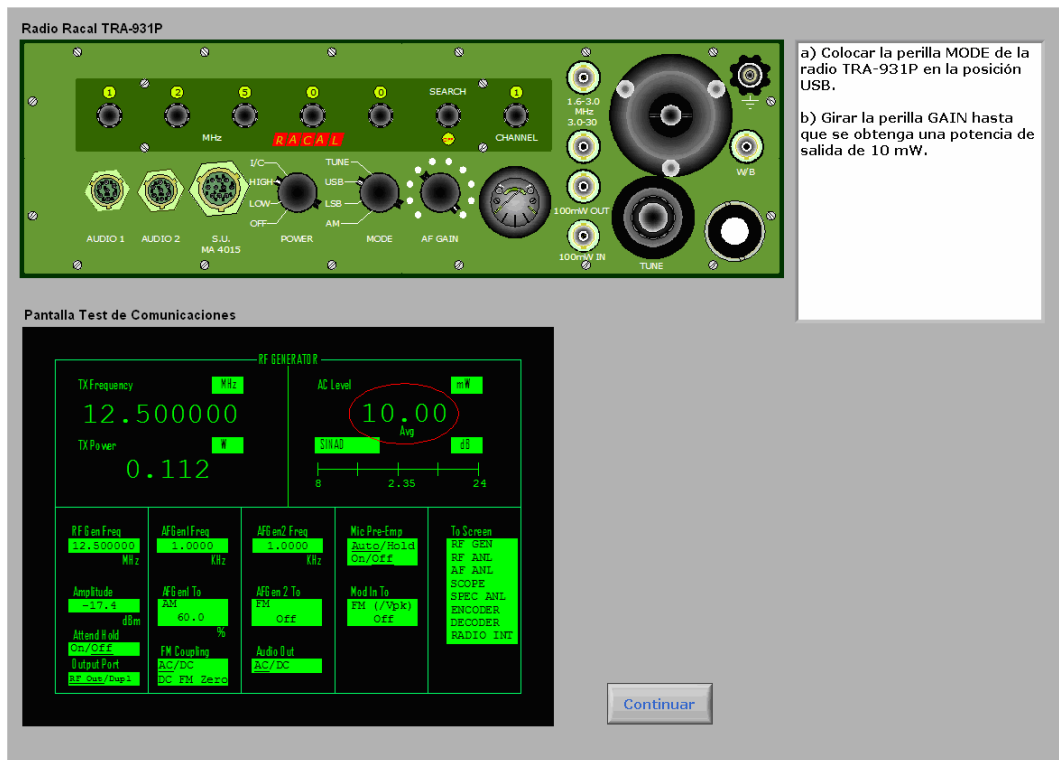 Radio Racal TRA-931P
1 2 5 0 0 SEARCH 1
MHz RACAL CHANNEL
I/C
HIGH
LOW
OFF
TUNE
USB
LSB
AM
AUDIO 1 AUDIO 2 S.U.
MA 4015
POWER MODE AF GAIN
1.6-3.0
MHz
3.0-30
100mW OUT
100mW IN
W/B
TUNE
a) Colocar la perilla MODE de la
radio TRA-931P en la posición
USB.
b) Girar la perilla GAIN hasta
que se obtenga una potencia de
salida de 10 mW.
Pantalla Test de Comunicaciones
RF GENERATOR
TX Frequency MHz
12.500000
TX Power W
0.112
AC Level mW
10.00
Avg
SINAD dB
8 2.35 24
RF Gen Freq
12.500000
MHz
Amplitude
-17.4
dBm
Attend Hold
On/Off
Output Port
RF Out/Dupl
AFGen1Freq
1.0000
KHz
AFGen1 To
AM
60.0
%
FM Coupling
AC/DC
DC FM Zero
AFGen2 Freq
1.0000
KHz
AFGen 2 To
FM
Off
Audio Out
AC/DC
Mic Pre-Emp
Auto/Hold
On/Off
Mod In To
FM (/Vpk)
Off
To Screen
RF GEN
RF ANL
AF ANL
SCOPE
SPEC ANL
ENCODER
DECODER
RADIO INT
Continuar